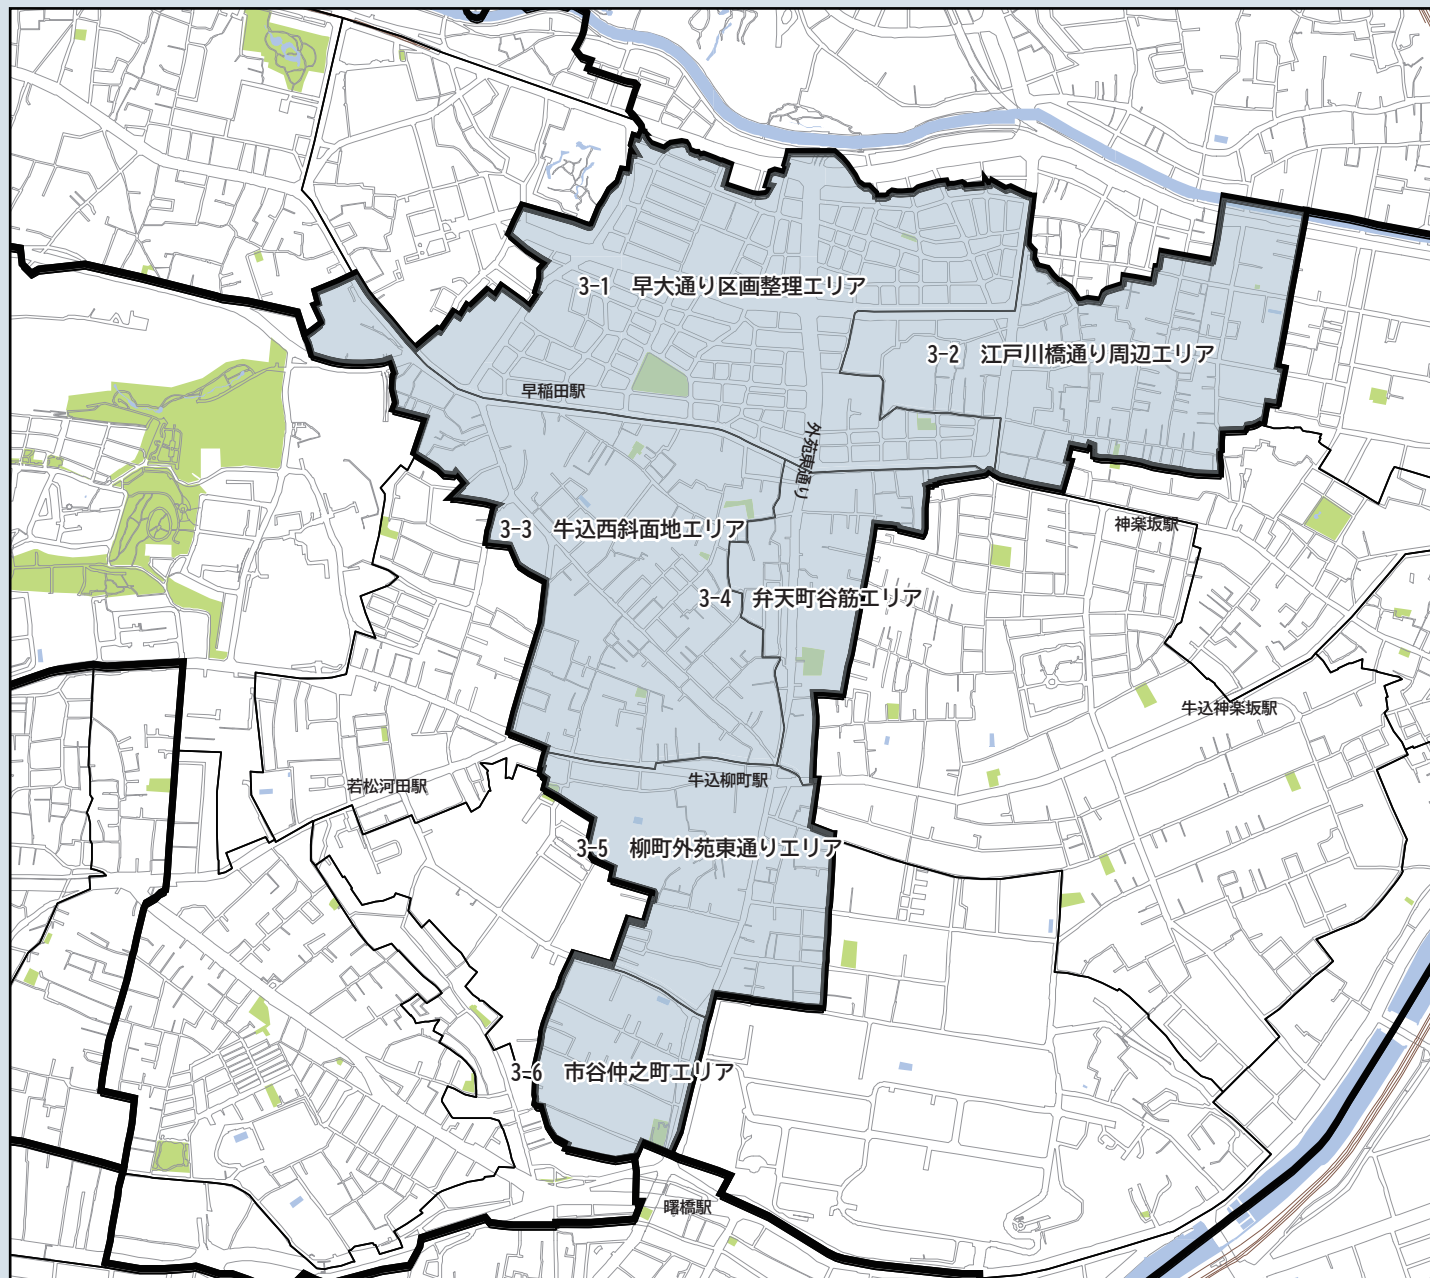 3-1 早大通り区画整理エリア
3-2 江戸川橋通り周辺エリア
早稲田駅
外苑東通り
神楽坂駅
3-3 牛込西斜面地エリア
3-4 弁天町谷筋エリア
牛込神楽坂駅
牛込柳町駅
若松河田駅
3-5 柳町外苑東通りエリア
3-6 市谷仲之町エリア
曙橋駅